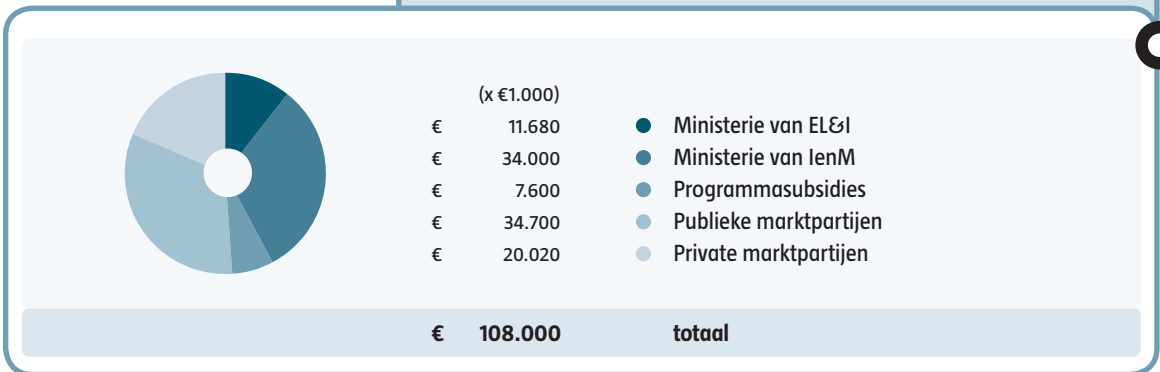 (x €1.000)
€ 11.680 Ministerie van EL&I
€ 34.000 Ministerie van IenM
€ 7.600 Programmasubsidies
€ 34.700 Publieke marktpartijen
€ 20.020 Private marktpartijen
€ 108.000 totaal